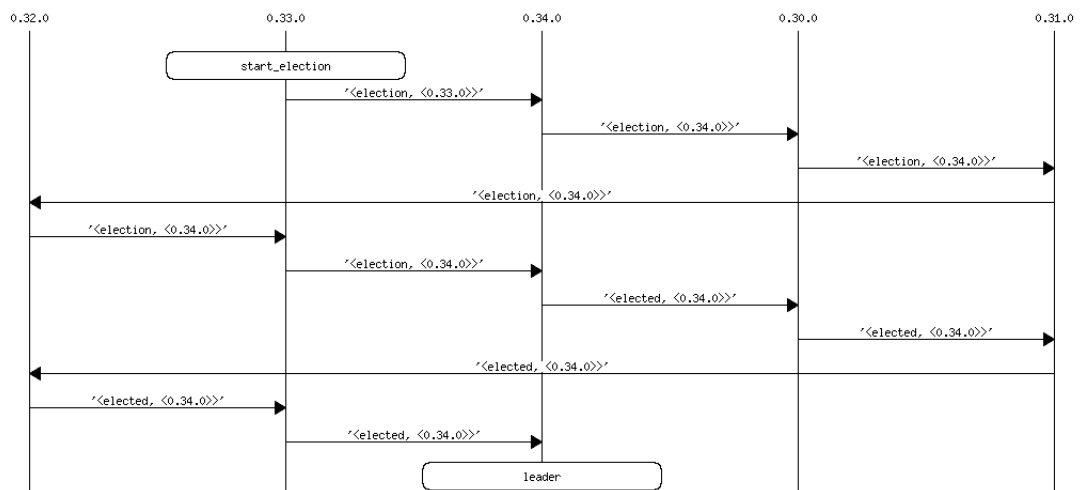 0.32.0 0.33.0 0.34.0 0.30.0 0.31.0
start_election
'<election, <0.33.0>>'
'<election, <0.34.0>>'
'<election, <0.34.0>>'
'<election, <0.34.0>>'
'<election, <0.34.0>>'
'<election, <0.34.0>>'
'<elected, <0.34.0>>'
'<elected, <0.34.0>>'
'<elected, <0.34.0>>'
'<elected, <0.34.0>>'
'<elected, <0.34.0>>'
leader